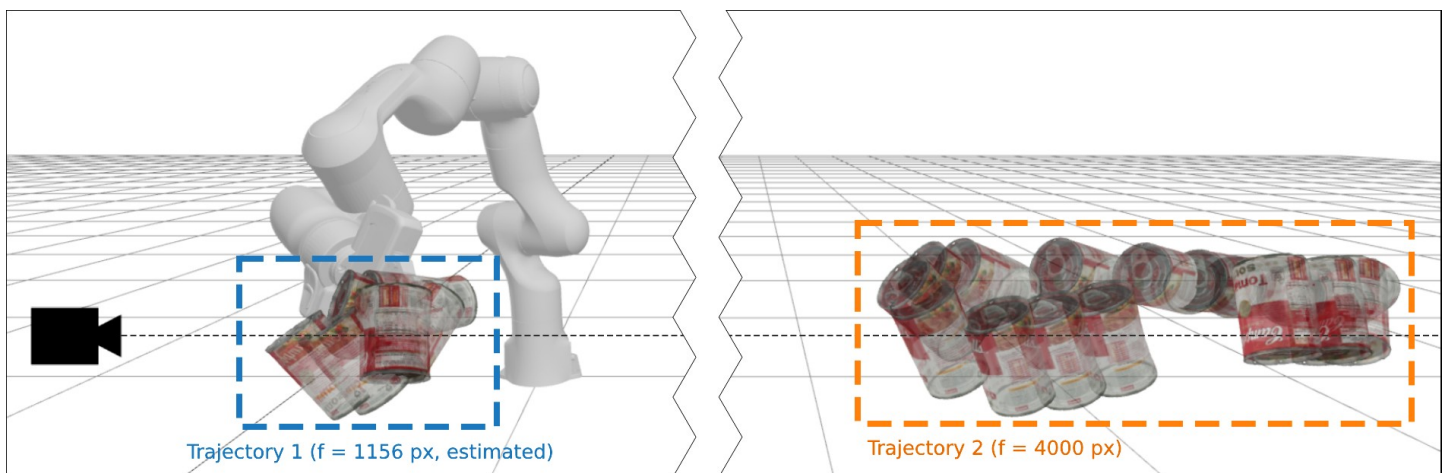 Trajectory 1 (f = 1156 px, estimated)
Trajectory 2 (f = 4000 px)